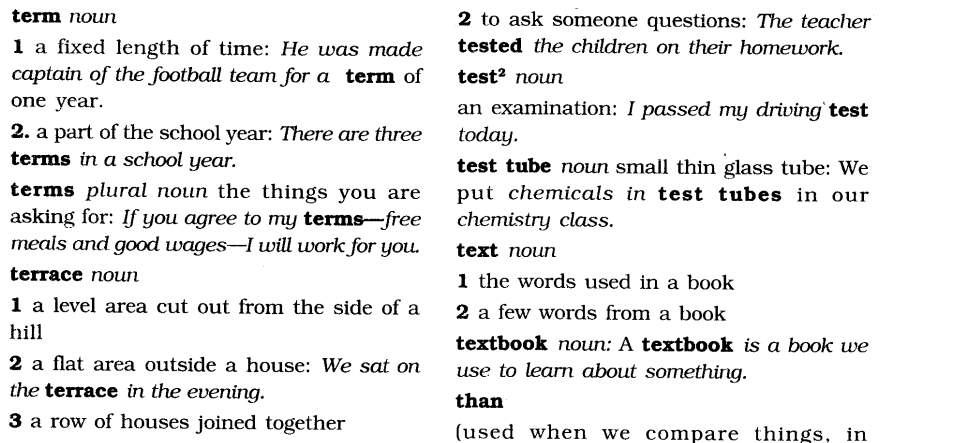 term noun
1 a fixed length of time: He was made
captain of the football team for a term of
one year.
2. a part of the school year: There are three
terms in a school year.
terms plural noun the things you are
asking for: If you agree to my terms—free
meals and good wages—I will work for you.
terrace noun
1 a level area cut out from the side of a
hill
2 a flat area outside a house: We sat on
the terrace in the evening.
3 a row of houses joined together
2 to ask someone questions: The teacher
tested the children on their homework.
test² noun
an examination: I passed my driving test
today.
test tube noun small thin glass tube: We
put chemicals in test tubes in our
chemistry class.
text noun
1 the words used in a book
2 a few words from a book
textbook noun: A textbook is a book we
use to learn about something.
than
(used when we compare things, in